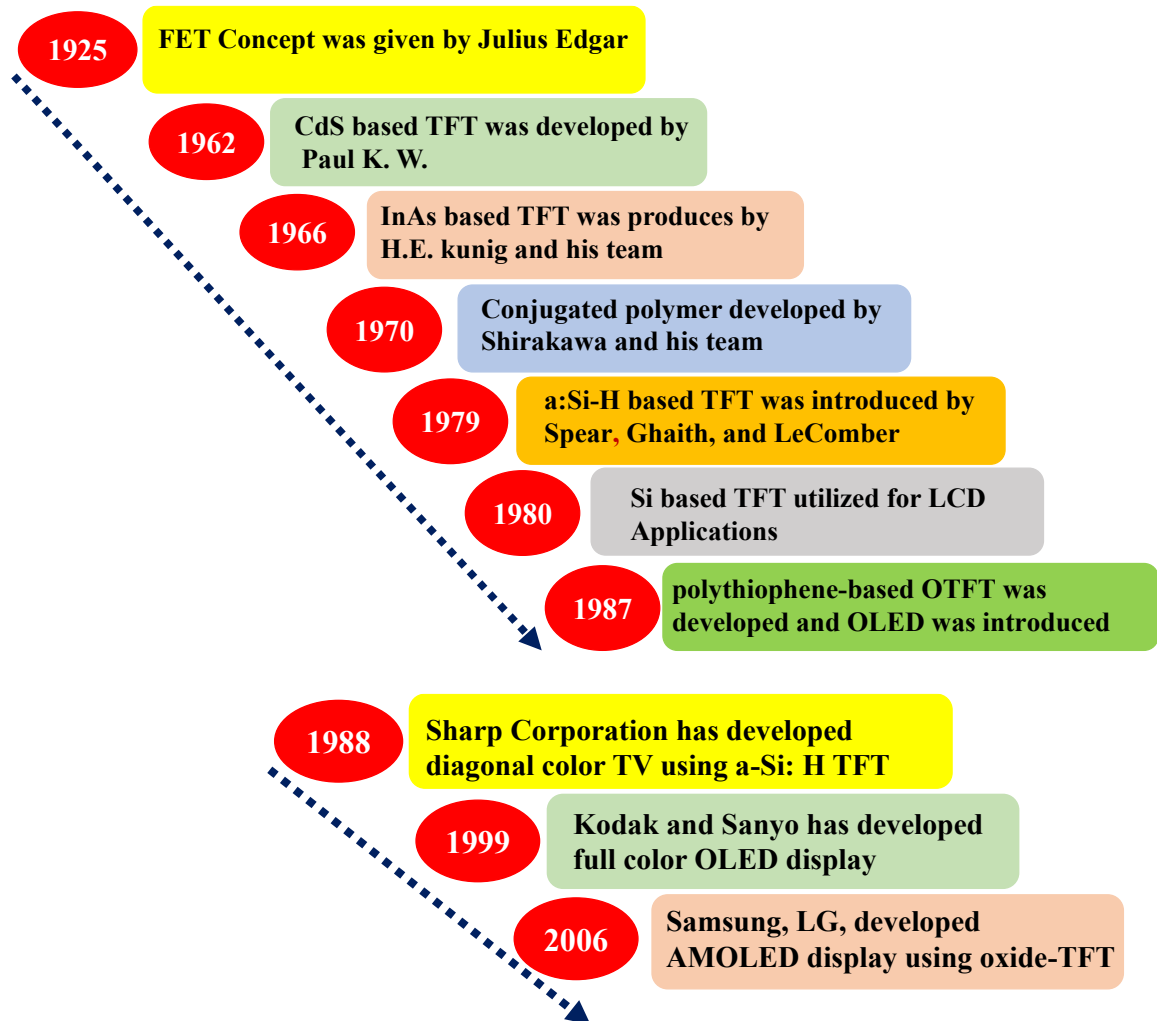 1925
FET Concept was given by Julius Edgar
1962
CdS based TFT was developed by
Paul K. W.
1966
InAs based TFT was produces by
H.E. kunig and his team
1970
Conjugated polymer developed by
Shirakawa and his team
1979
a:Si-H based TFT was introduced by
Spear, Ghaith, and LeComber
1980
Si based TFT utilized for LCD
Applications
1987
polythiophene-based OTFT was
developed and OLED was introduced
1988
Sharp Corporation has developed
diagonal color TV using a-Si: H TFT
1999
Kodak and Sanyo has developed
full color OLED display
2006
Samsung, LG, developed
AMOLED display using oxide-TFT